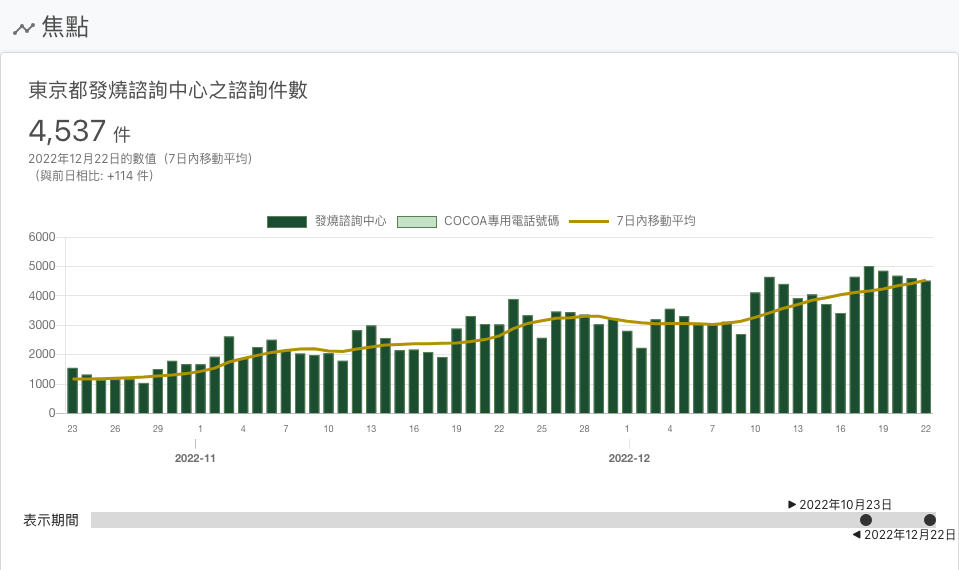 焦點
東京都發燒諮詢中心之諮詢件數
4,537 件
2022年12月22日的數值（7日內移動平均）
（與前日相比: +114 件）
發燒諮詢中心 COCOA專用電話號碼 7日內移動平均
6000
5000
4000
3000
2000
1000
0
23 26 29 1 4 7 10 13 16 19 22 25 28 1 4 7 10 13 16 19 22
2022-11 2022-12
▶ 2022年10月23日
表示期間
◀ 2022年12月22日